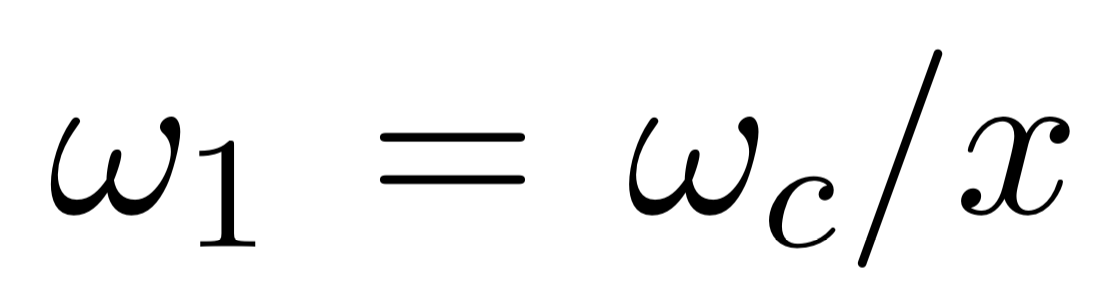 ω₁ = ω_c/x